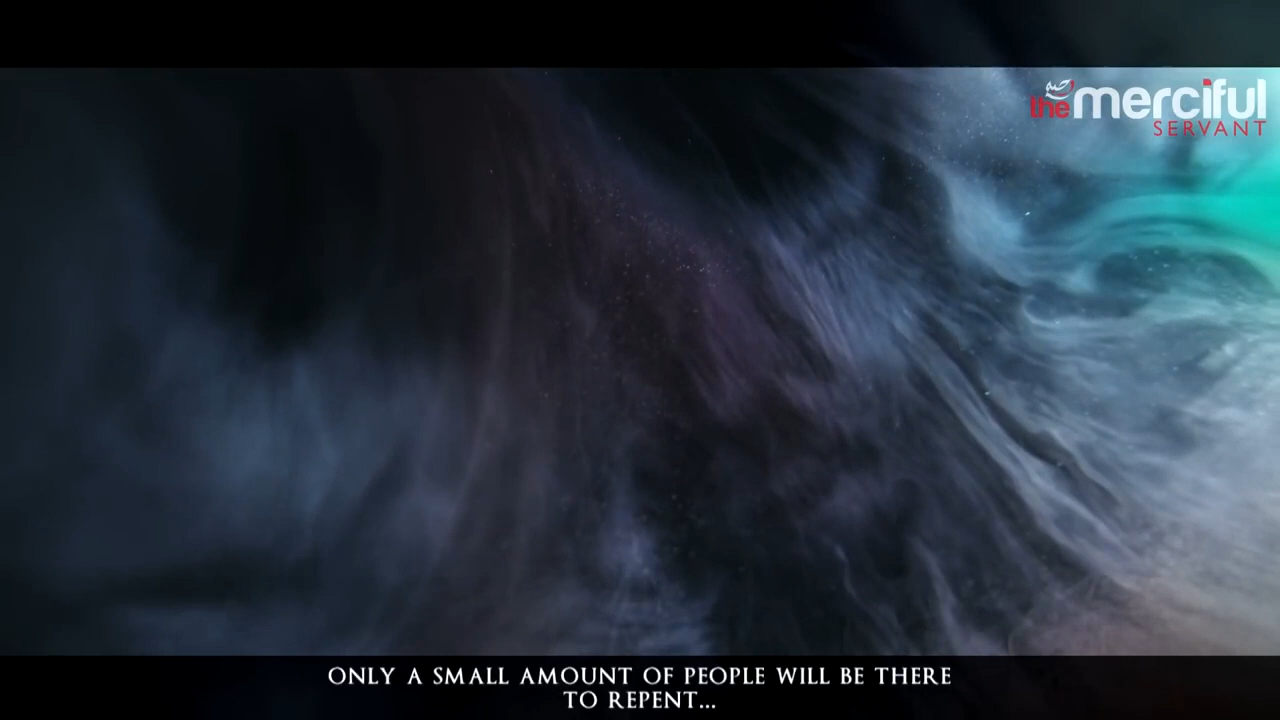 the merciful
SERVANT
ONLY A SMALL AMOUNT OF PEOPLE WILL BE THERE
TO REPENT...